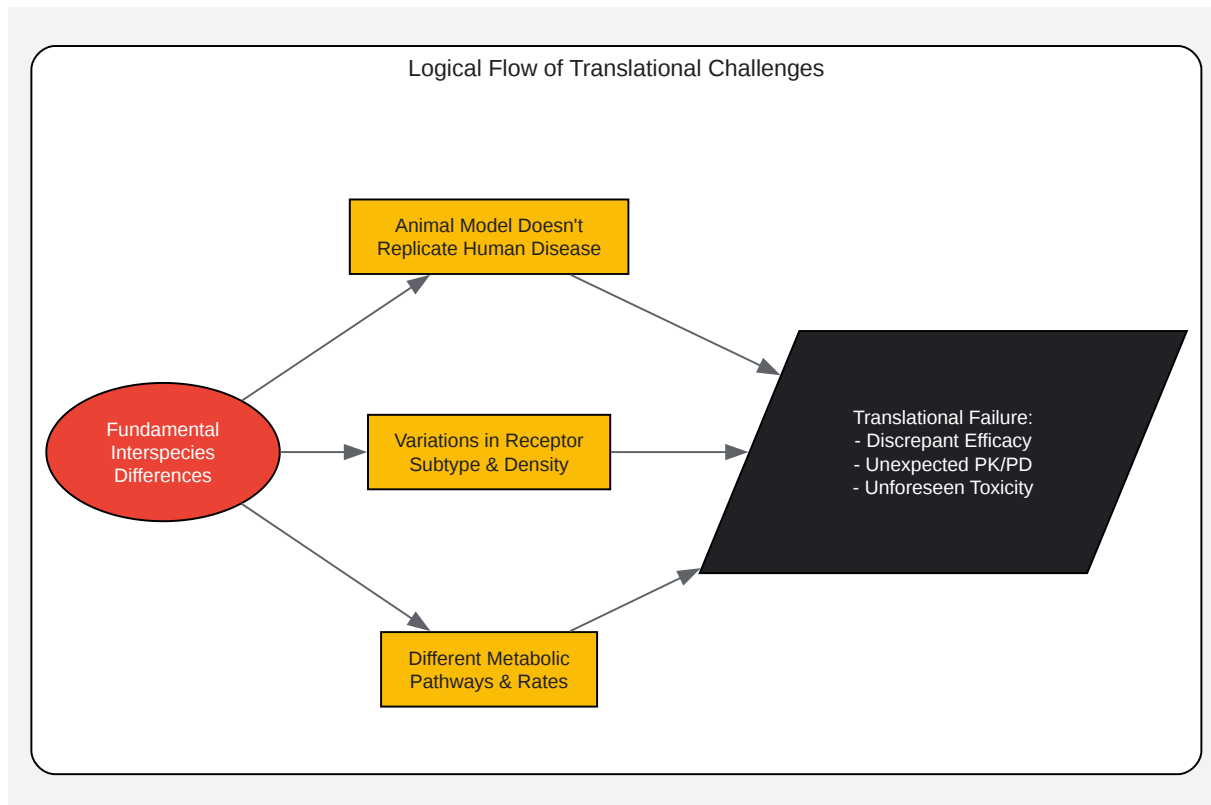 Logical Flow of Translational Challenges
Animal Model Doesn't
Replicate Human Disease
Fundamental
Interspecies
Differences
Variations in Receptor
Subtype & Density
Different Metabolic
Pathways & Rates
Translational Failure:
- Discrepant Efficacy
- Unexpected PK/PD
- Unforeseen Toxicity